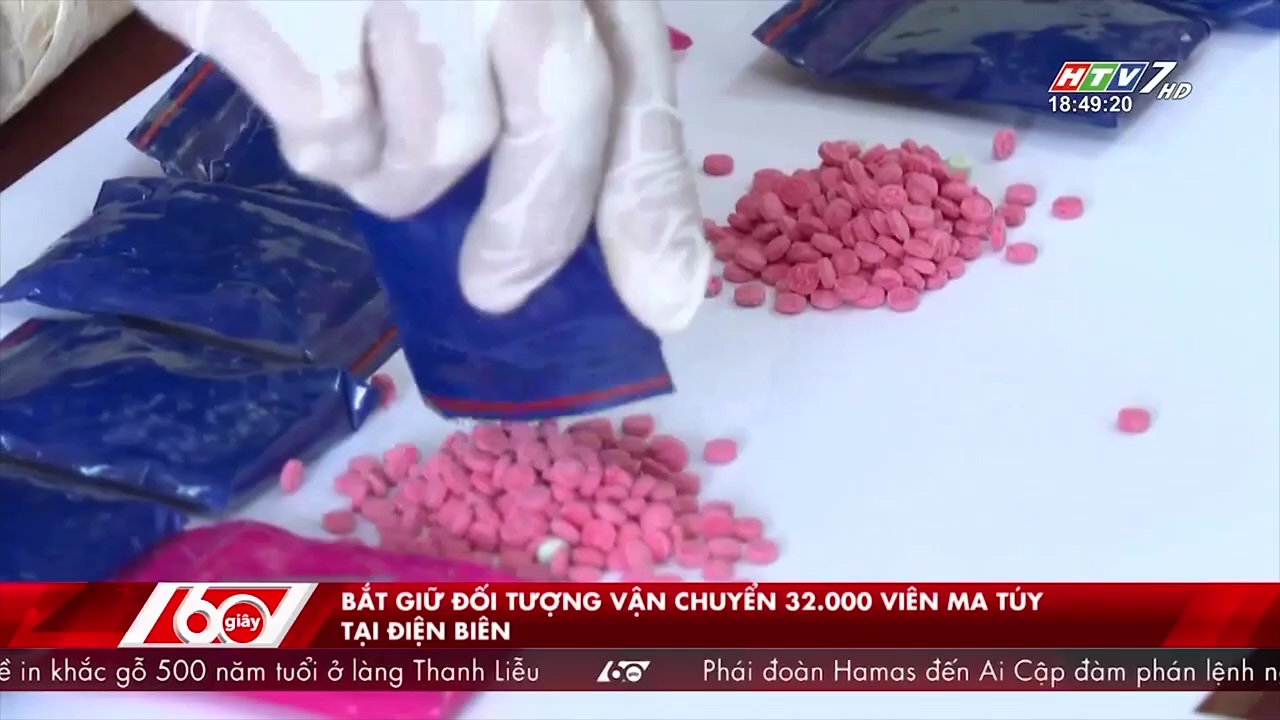 HTV7 HD
18:49:20
60 giây
BẮT GIỮ ĐỐI TƯỢNG VẬN CHUYỂN 32.000 VIÊN MA TÚY
TẠI ĐIỆN BIÊN
in khắc gỗ 500 năm tuổi ở làng Thanh Liễu 60 giây Phái đoàn Hamas đến Ai Cập đàm phán lệnh